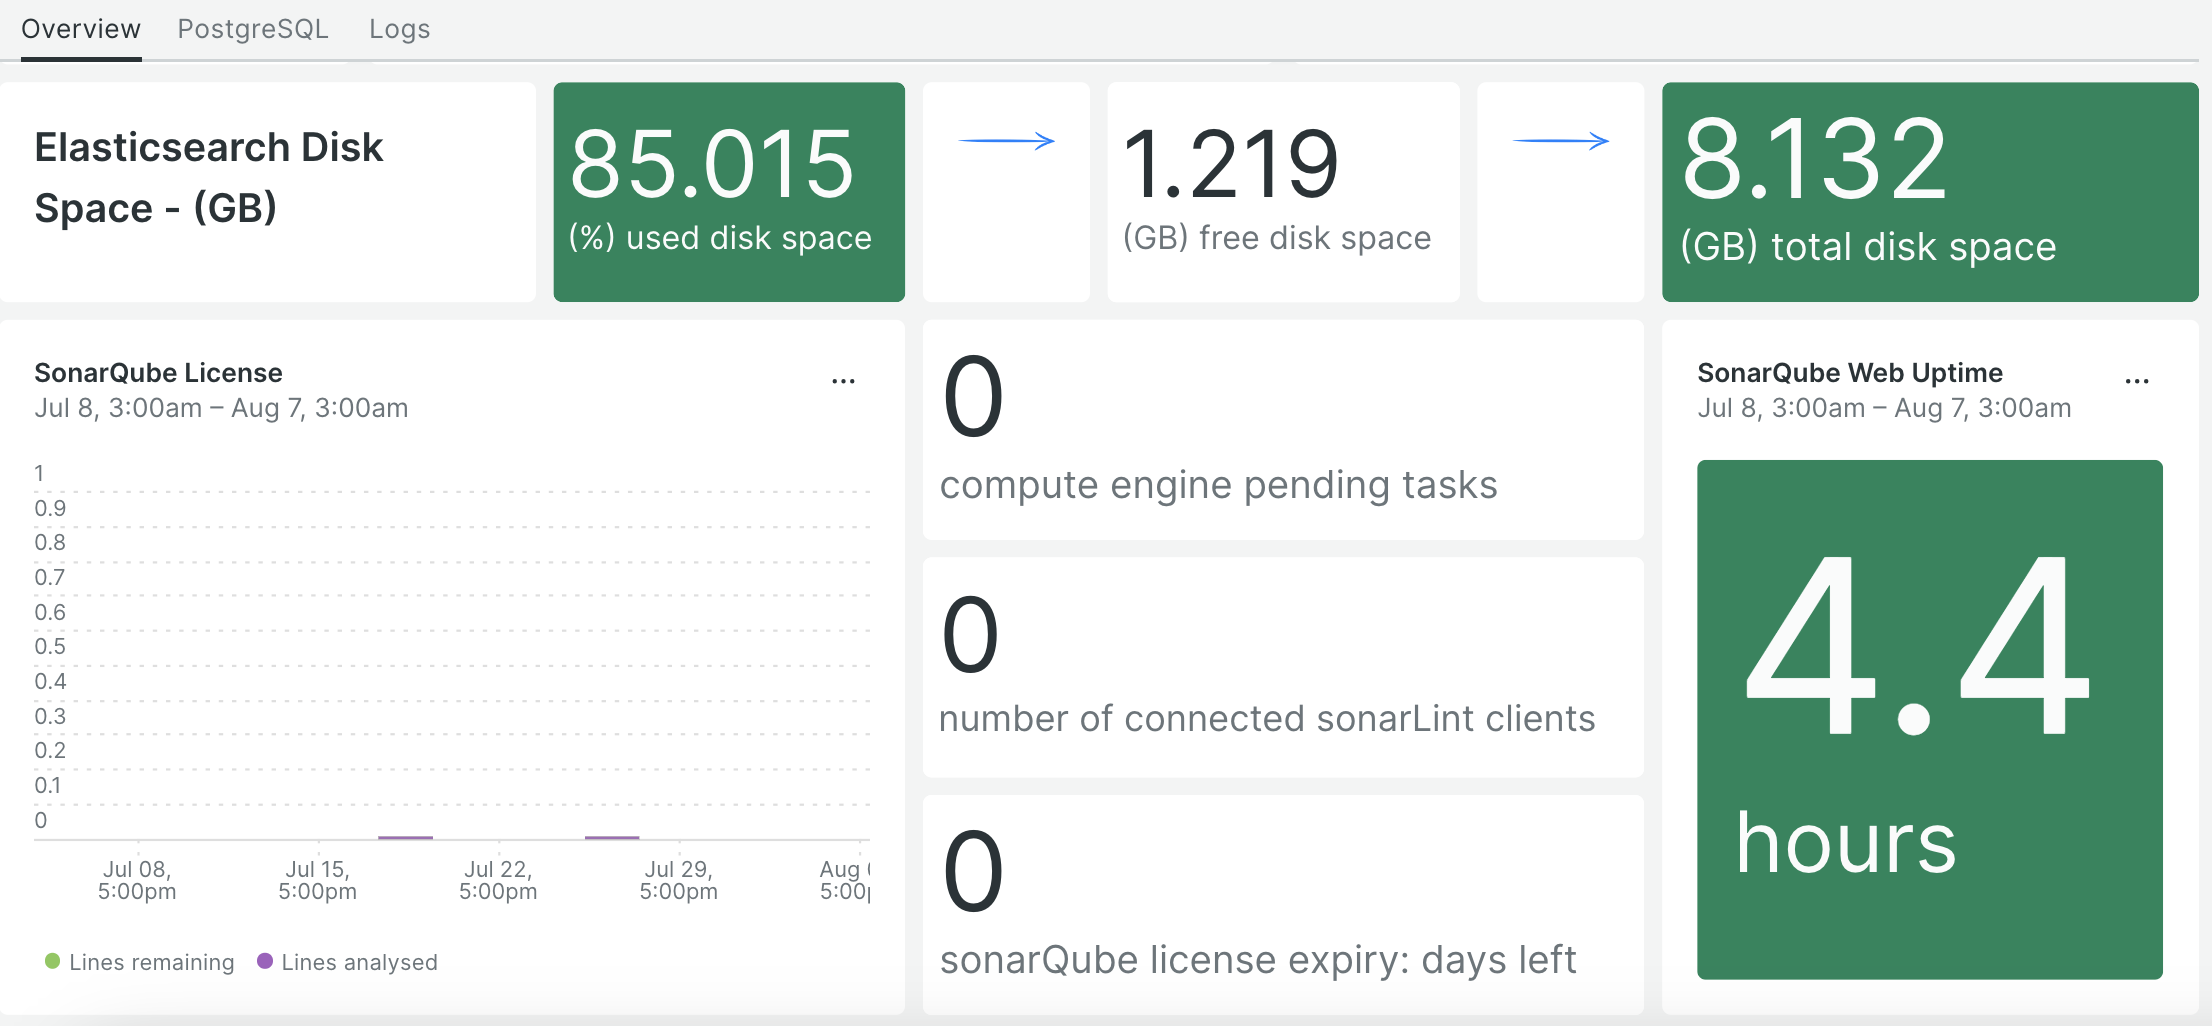 Overview PostgreSQL Logs
Elasticsearch Disk
Space - (GB)
85.015
(%) used disk space
1.219
(GB) free disk space
8.132
(GB) total disk space
SonarQube License
Jul 8, 3:00am – Aug 7, 3:00am
1
0.9
0.8
0.7
0.6
0.5
0.4
0.3
0.2
0.1
0
Jul 08,
5:00pm
Jul 15,
5:00pm
Jul 22,
5:00pm
Jul 29,
5:00pm
Aug
Lines remaining Lines analysed
0
compute engine pending tasks
0
number of connected sonarLint clients
0
sonarQube license expiry: days left
SonarQube Web Uptime
Jul 8, 3:00am – Aug 7, 3:00am
4.4
hours